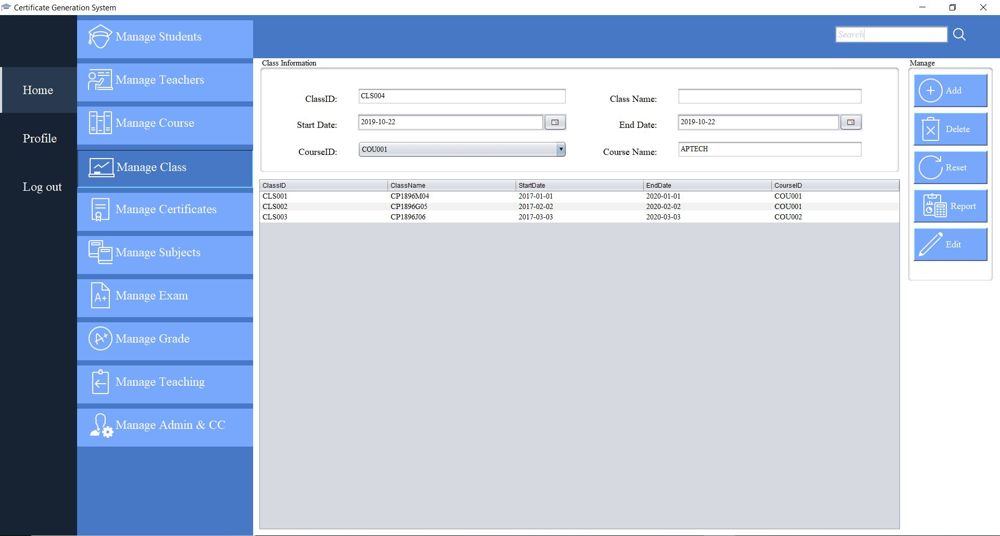 Certificate Generation System
Home
Profile
Log out
Manage Students
Manage Teachers
Manage Course
Manage Class
Manage Certificates
Manage Subjects
A+
Manage Exam
A+
Manage Grade
Manage Teaching
Manage Admin & CC
Search
Class Information
ClassID: CLS004 Class Name:
Start Date: 2019-10-22 End Date: 2019-10-22
CourseID: COU001 Course Name: APTECH
ClassID ClassName StartDate EndDate CourseID
CLS001 CP1896M04 2017-01-01 2020-01-01 COU001
CLS002 CP1896G05 2017-02-02 2020-02-02 COU001
CLS003 CP1896J06 2017-03-03 2020-03-03 COU002
Manage
Add
Delete
Reset
Report
Edit